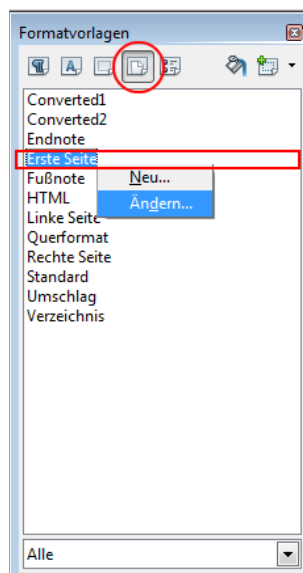 Formatvorlagen
Converted1
Converted2
Endnote
Erste Seite
Fußnote
HTML
Linke Seite
Querformat
Rechte Seite
Standard
Umschlag
Verzeichnis
Neu...
Ändern...
Alle